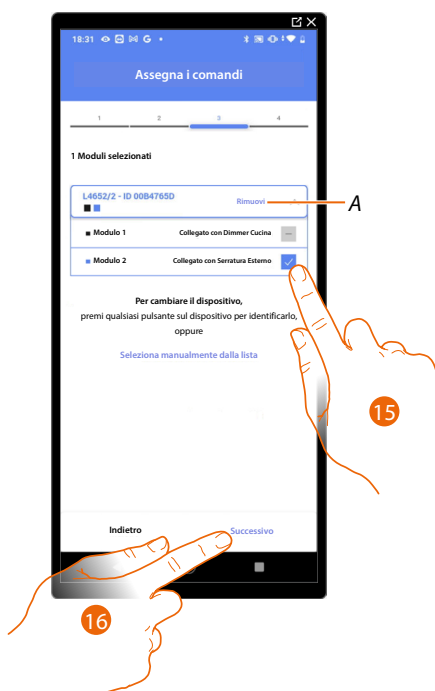 18:31
Assegna i comandi
1 2 3 4
1 Moduli selezionati
L4652/2 - ID 00B4765D
Rimuovi
A
Modulo 1 Collegato con Dimmer Cucina
Modulo 2 Collegato con Serratura Esterno
Per cambiare il dispositivo,
premi qualsiasi pulsante sul dispositivo per identificarlo,
oppure
Seleziona manualmente dalla lista
15
Indietro Successivo
16